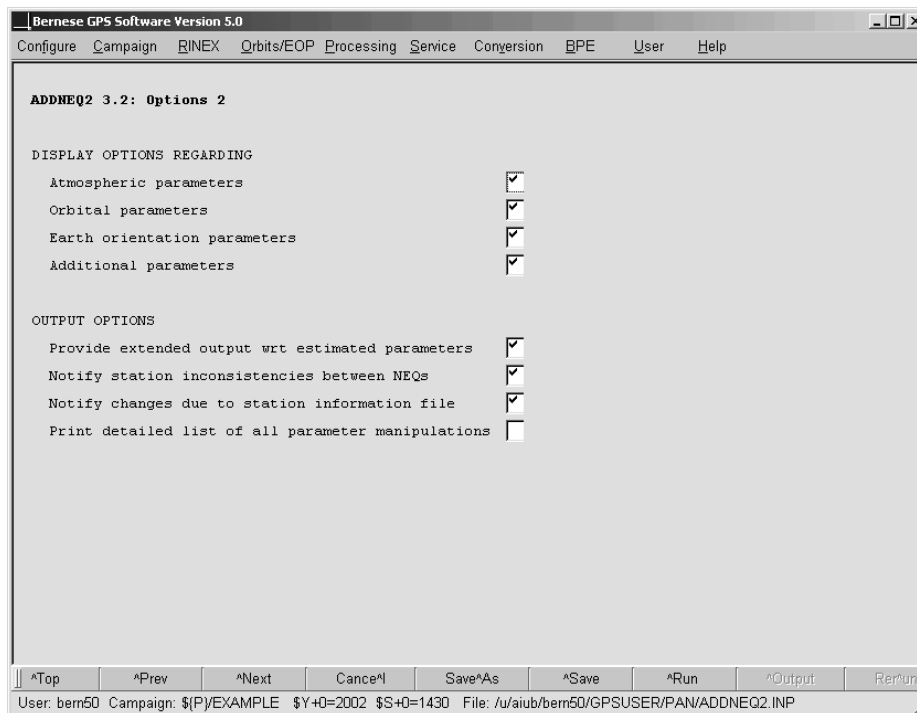 Bernese GPS Software Version 5.0
Configure Campaign RINEX Orbits/EOP Processing Service Conversion BPE User Help
ADDNEQ2 3.2: Options 2
DISPLAY OPTIONS REGARDING
Atmospheric parameters
Orbital parameters
Earth orientation parameters
Additional parameters
OUTPUT OPTIONS
Provide extended output wrt estimated parameters
Notify station inconsistencies between NEQs
Notify changes due to station information file
Print detailed list of all parameter manipulations
^Top ^Prev ^Next Cance^l Save^As ^Save ^Run ^Output Rer^un
User: bern50 Campaign: ${P}/EXAMPLE $Y+0=2002 $S+0=1430 File: /u/aiub/bern50/GPSUSER/PAN/ADDNEQ2.INP